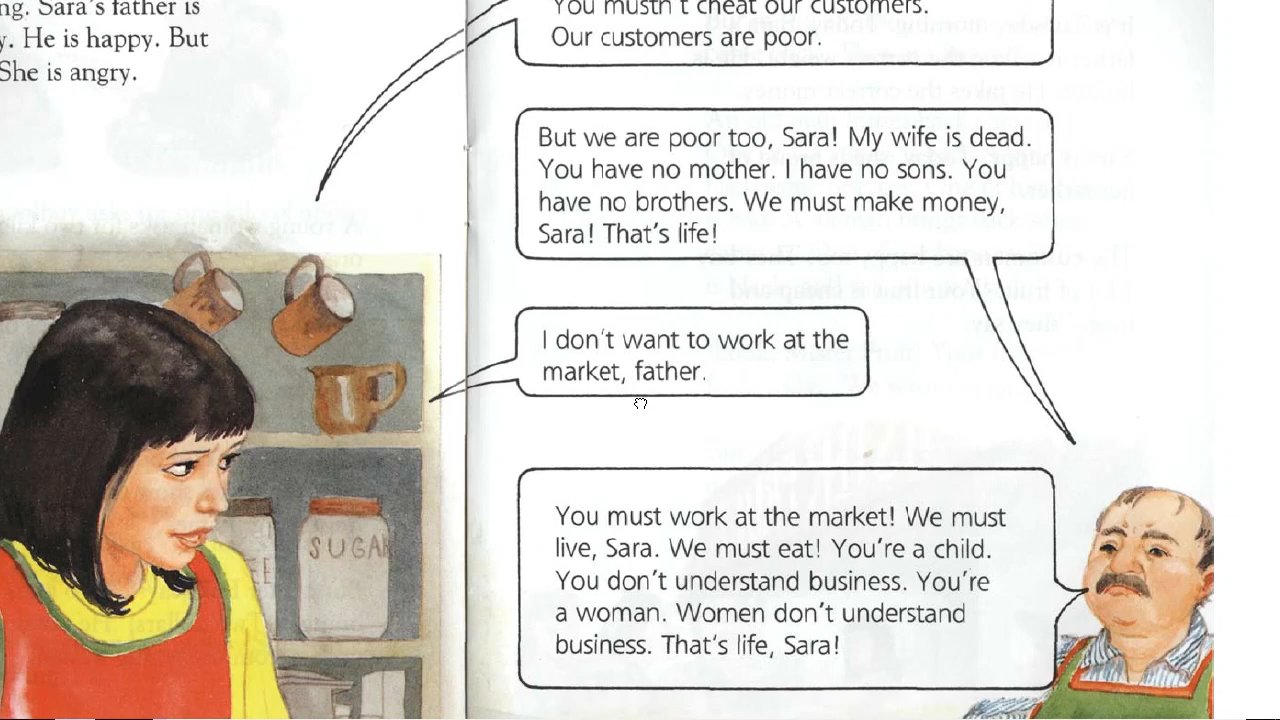 ng. Sara's father is
y. He is happy. But
She is angry.
You mustn't cheat our customers.
Our customers are poor.
But we are poor too, Sara! My wife is dead.
You have no mother. I have no sons. You
have no brothers. We must make money,
Sara! That's life!
I don't want to work at the
market, father.
You must work at the market! We must
live, Sara. We must eat! You're a child.
You don't understand business. You're
a woman. Women don't understand
business. That's life, Sara!
SUGAR